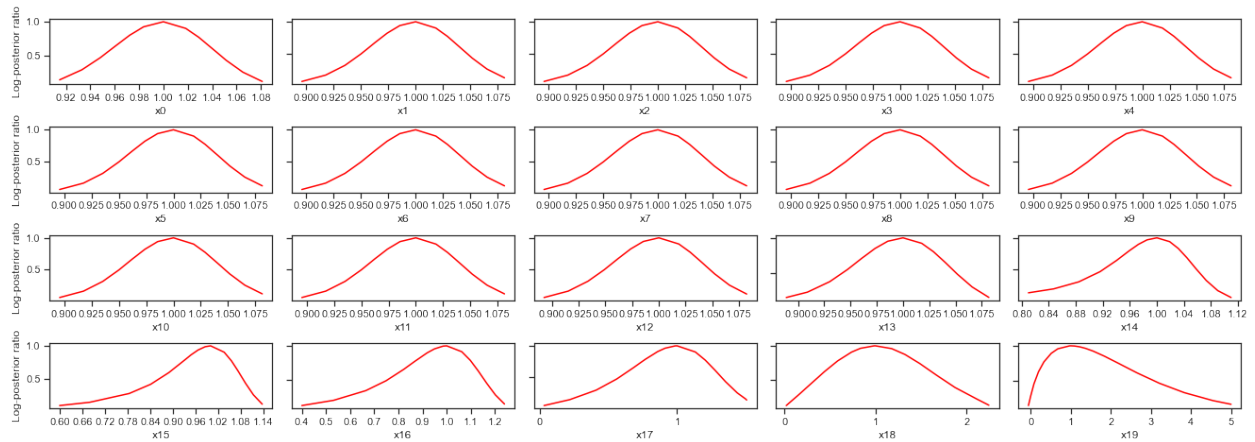 Log-posterior ratio
1.0
0.5
0.92 0.94 0.96 0.98 1.00 1.02 1.04 1.06 1.08
x0
0.900 0.925 0.950 0.975 1.000 1.025 1.050 1.075
x1
0.900 0.925 0.950 0.975 1.000 1.025 1.050 1.075
x2
0.900 0.925 0.950 0.975 1.000 1.025 1.050 1.075
x3
0.900 0.925 0.950 0.975 1.000 1.025 1.050 1.075
x4
Log-posterior ratio
1.0
0.5
0.900 0.925 0.950 0.975 1.000 1.025 1.050 1.075
x5
0.900 0.925 0.950 0.975 1.000 1.025 1.050 1.075
x6
0.900 0.925 0.950 0.975 1.000 1.025 1.050 1.075
x7
0.900 0.925 0.950 0.975 1.000 1.025 1.050 1.075
x8
0.900 0.925 0.950 0.975 1.000 1.025 1.050 1.075
x9
Log-posterior ratio
1.0
0.5
0.900 0.925 0.950 0.975 1.000 1.025 1.050 1.075
x10
0.900 0.925 0.950 0.975 1.000 1.025 1.050 1.075
x11
0.900 0.925 0.950 0.975 1.000 1.025 1.050 1.075
x12
0.900 0.925 0.950 0.975 1.000 1.025 1.050 1.075
x13
0.80 0.84 0.88 0.92 0.96 1.00 1.04 1.08 1.12
x14
Log-posterior ratio
1.0
0.5
0.60 0.66 0.72 0.78 0.84 0.90 0.96 1.02 1.08 1.14
x15
0.4 0.5 0.6 0.7 0.8 0.9 1.0 1.1 1.2
x16
0 1
x17
0 1 2
x18
0 1 2 3 4 5
x19